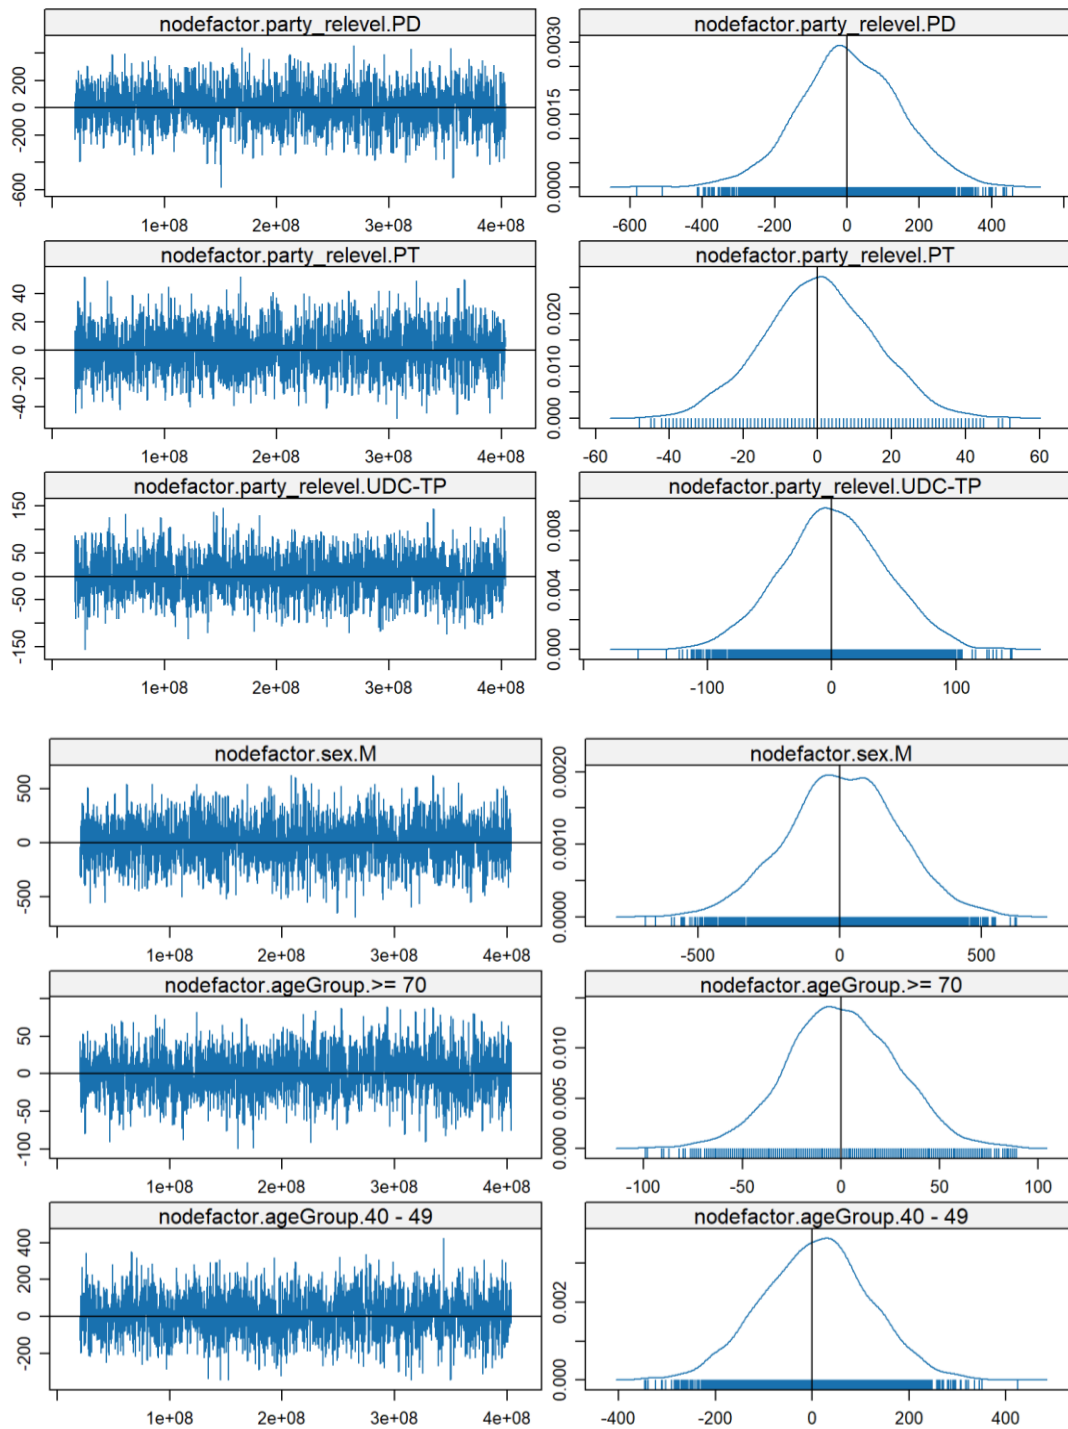 nodefactor.party_relevel.PD
nodefactor.party_relevel.PD
200
0
-200
-600
1e+08 2e+08 3e+08 4e+08
0.0030
0.0015
0.0000
-600 -400 -200 0 200 400
nodefactor.party_relevel.PT
nodefactor.party_relevel.PT
40
20
0
-20
-40
1e+08 2e+08 3e+08 4e+08
0.020
0.010
0.000
-60 -40 -20 0 20 40 60
nodefactor.party_relevel.UDC-TP
nodefactor.party_relevel.UDC-TP
150
50
0
-50
-150
1e+08 2e+08 3e+08 4e+08
0.008
0.004
0.000
-100 0 100
nodefactor.sex.M
nodefactor.sex.M
500
0
-500
1e+08 2e+08 3e+08 4e+08
0.0020
0.0010
0.0000
-500 0 500
nodefactor.ageGroup.>= 70
nodefactor.ageGroup.>= 70
50
0
-50
-100
1e+08 2e+08 3e+08 4e+08
0.010
0.005
0.000
-100 -50 0 50 100
nodefactor.ageGroup.40 - 49
nodefactor.ageGroup.40 - 49
400
200
0
-200
1e+08 2e+08 3e+08 4e+08
0.002
0.000
-400 -200 0 200 400